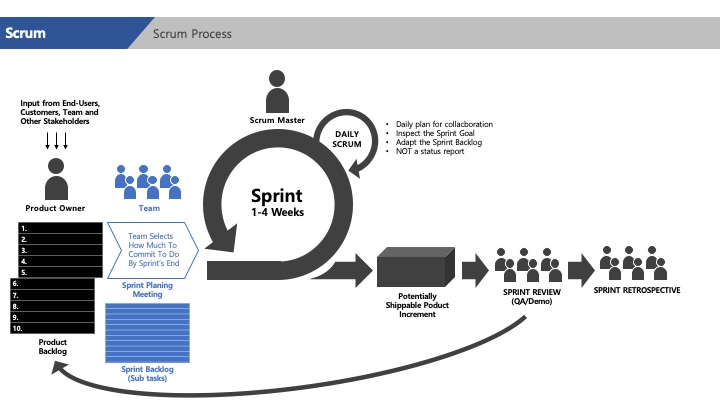 Scrum
Scrum Process
Input from End-Users,
Customers, Team and
Other Stakeholders
Product Owner
Team
Scrum Master
DAILY
SCRUM
• Daily plan for collacboration
• Inspect the Sprint Goal
• Adapt the Sprint Backlog
• NOT a status report
Sprint
1-4 Weeks
1.
2.
3.
4.
5.
6.
7.
8.
9.
10.
Product
Backlog
Team Selects
How Much To
Commit To Do
By Sprint's End
Sprint Planing
Meeting
Sprint Backlog
(Sub tasks)
Potentially
Shippable Poduct
Increment
SPRINT REVIEW
(QA/Demo)
SPRINT RETROSPECTIVE